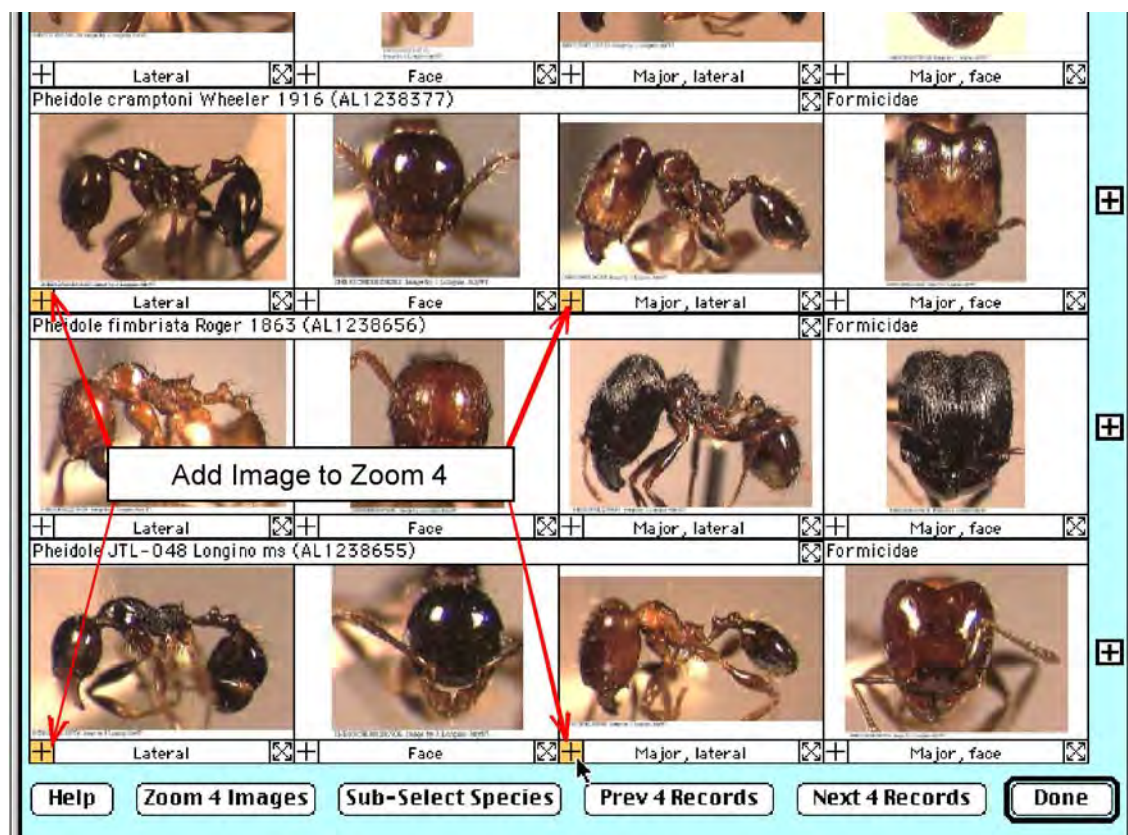 Lateral
Face
Major, lateral
Major, face
Pheidole cramptoni Wheeler 1916 (AL1238377)
Formicidae
Lateral
Face
Major, lateral
Major, face
Pheidole fimbriata Roger 1863 (AL1238656)
Formicidae
Add Image to Zoom 4
Lateral
Face
Major, lateral
Major, face
Pheidole JTL-048 Longino ms (AL1238655)
Formicidae
Lateral
Face
Major, lateral
Major, face
Help
Zoom 4 Images
Sub-Select Species
Prev 4 Records
Next 4 Records
Done